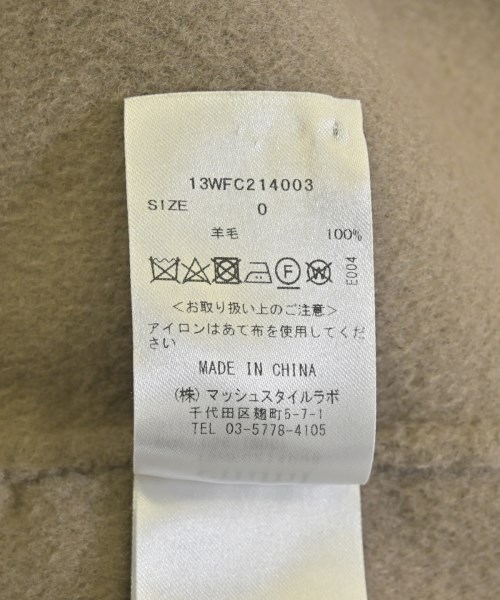 13WFC214003
SIZE 0
羊毛 100%
F W E004
＜お取り扱い上のご注意＞
アイロンはあて布を使用してくだ
さい
MADE IN CHINA
(株) マッシュスタイルラボ
千代田区麹町5-7-1
TEL 03-5778-4105